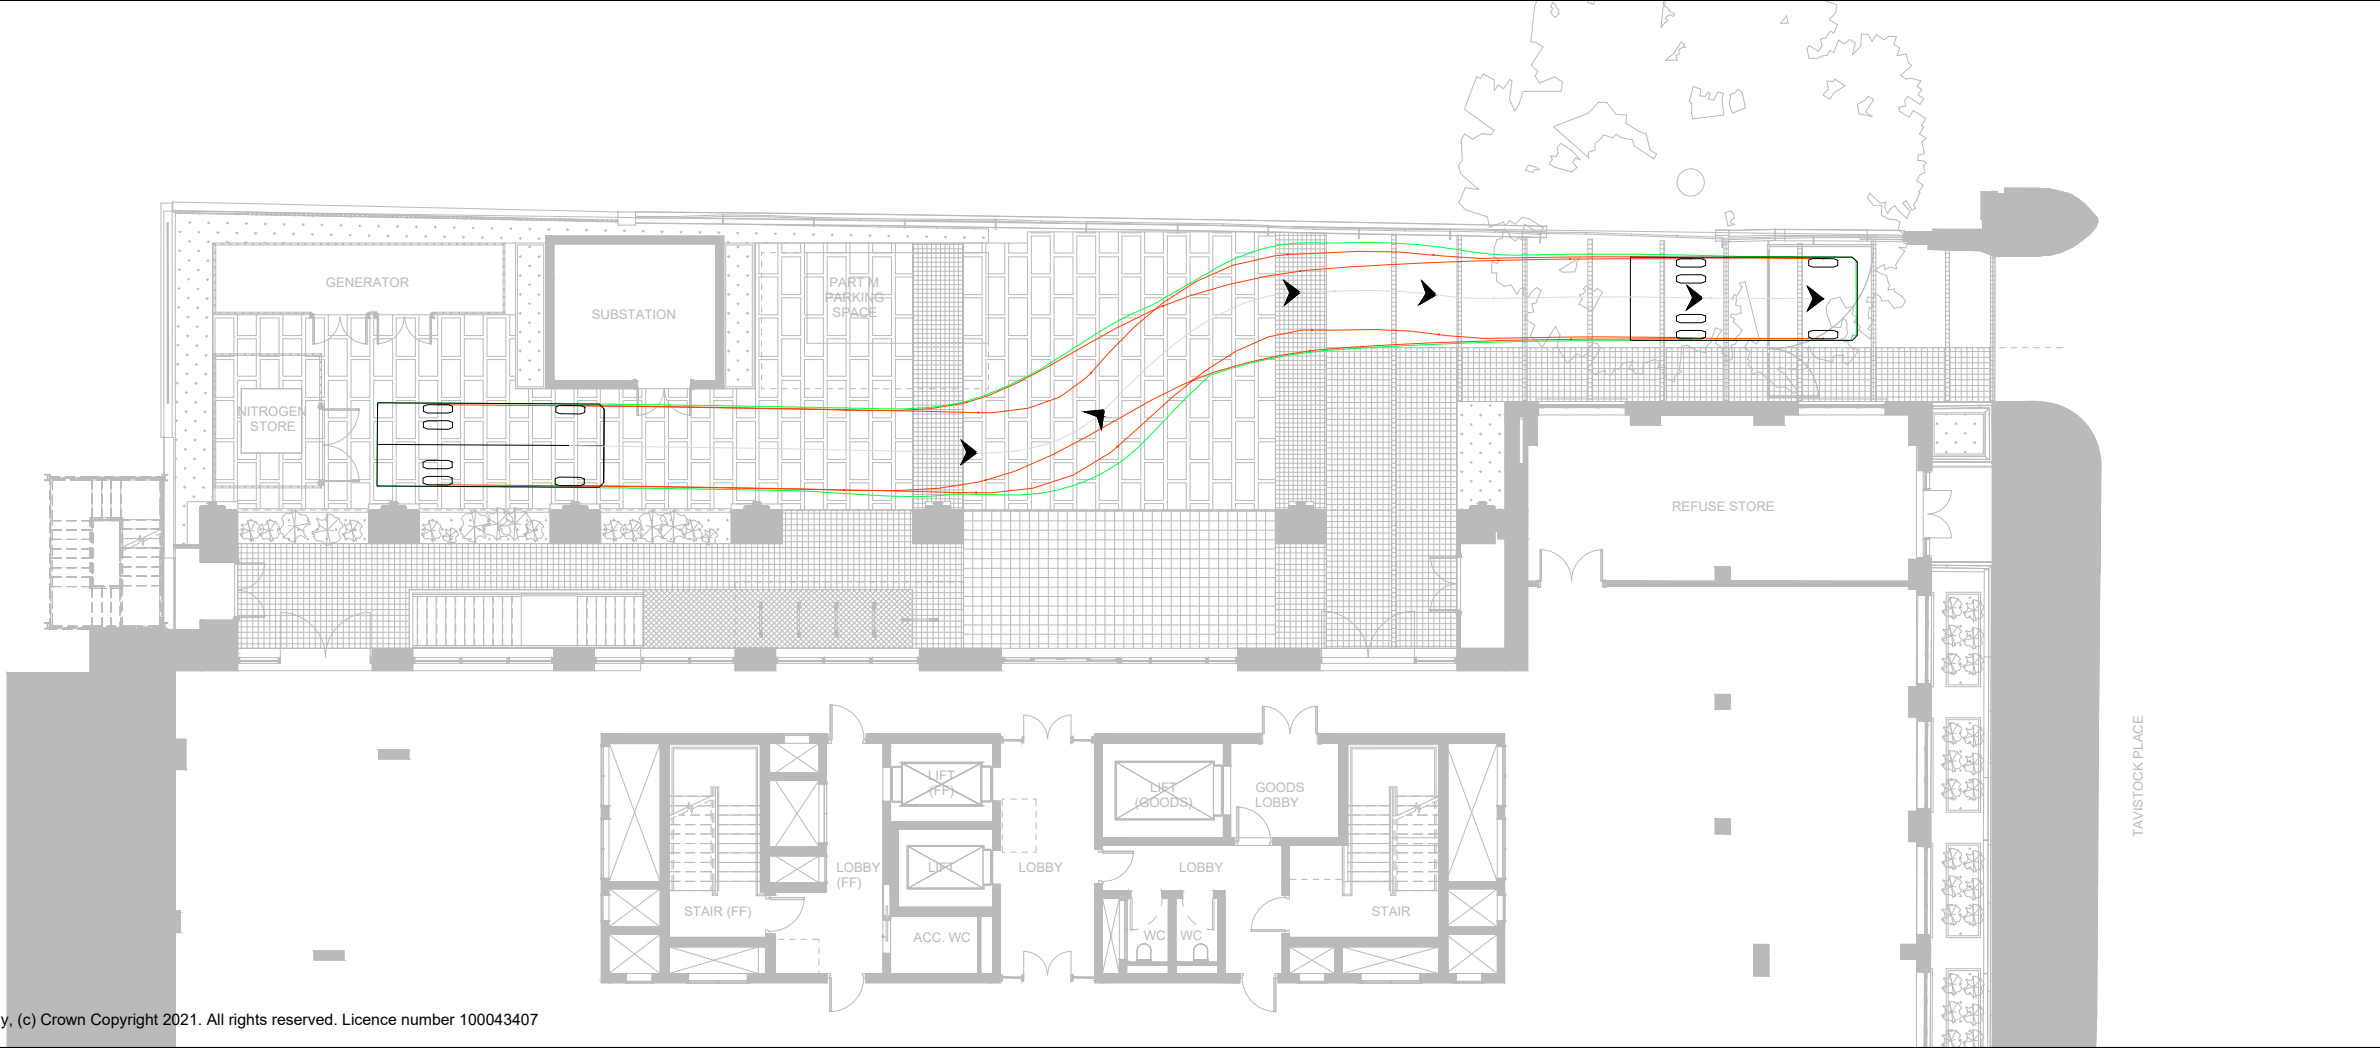 GENERATOR
SUBSTATION
PART M
PARKING
SPACE
NITROGEN
STORE
REFUSE STORE
TAVISTOCK PLACE
LIFT
(FF)
LIFT
(GOODS)
GOODS
LOBBY
LOBBY
(FF)
LIFT
LOBBY
LOBBY
STAIR (FF)
STAIR
ACC. WC
WC
WC
y, (c) Crown Copyright 2021. All rights reserved. Licence number 100043407